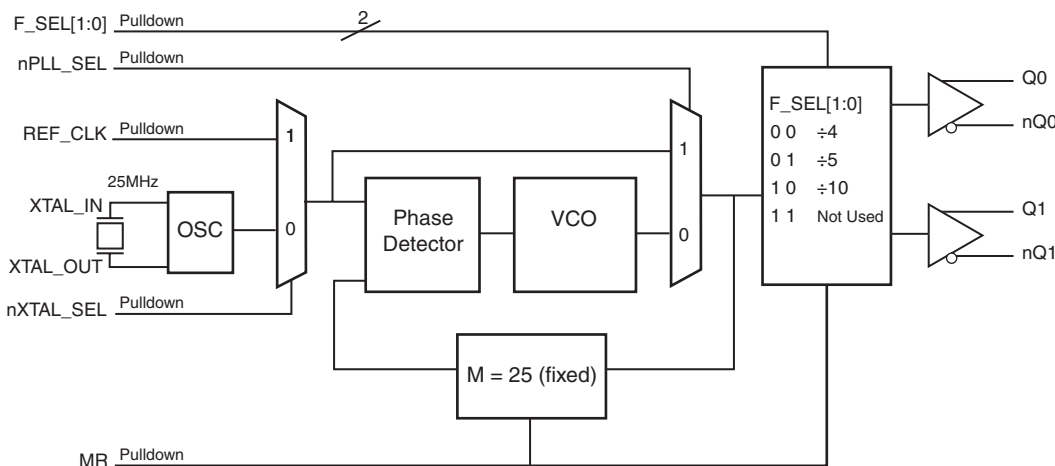 F_SEL[1:0] Pulldown
2
nPLL_SEL Pulldown
REF_CLK Pulldown
1
0
25MHz
XTAL_IN
XTAL_OUT
OSC
nXTAL_SEL Pulldown
Phase
Detector
VCO
1
0
M = 25 (fixed)
F_SEL[1:0]
0 0 ÷4
0 1 ÷5
1 0 ÷10
1 1 Not Used
Q0
nQ0
Q1
nQ1
MR Pulldown